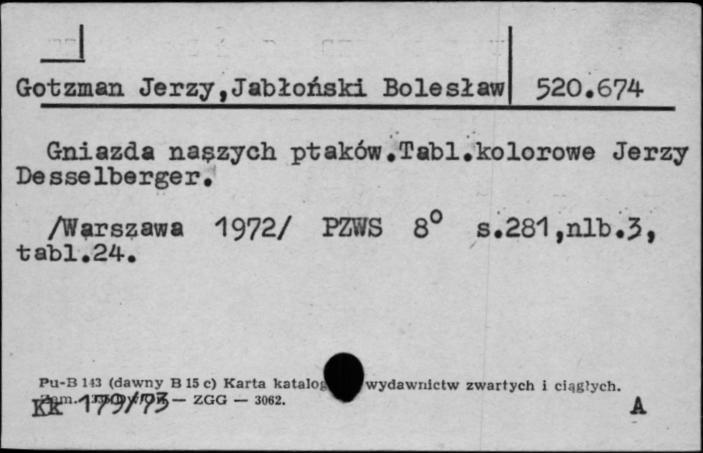 Gotzman Jerzy,Jabłoński Bolesław 520.674
Gniazda naszych ptaków.Tabl.kolorowe Jerzy
Desselberger.
/Warszawa 1972/ PZWS 8° s.281,nlb.3,
tabl.24.
Pu-B 143 (dawny B 15 c) Karta katalog wydawnictw zwartych i ciągłych.
Kk 179/73 — ZGG — 3062. A